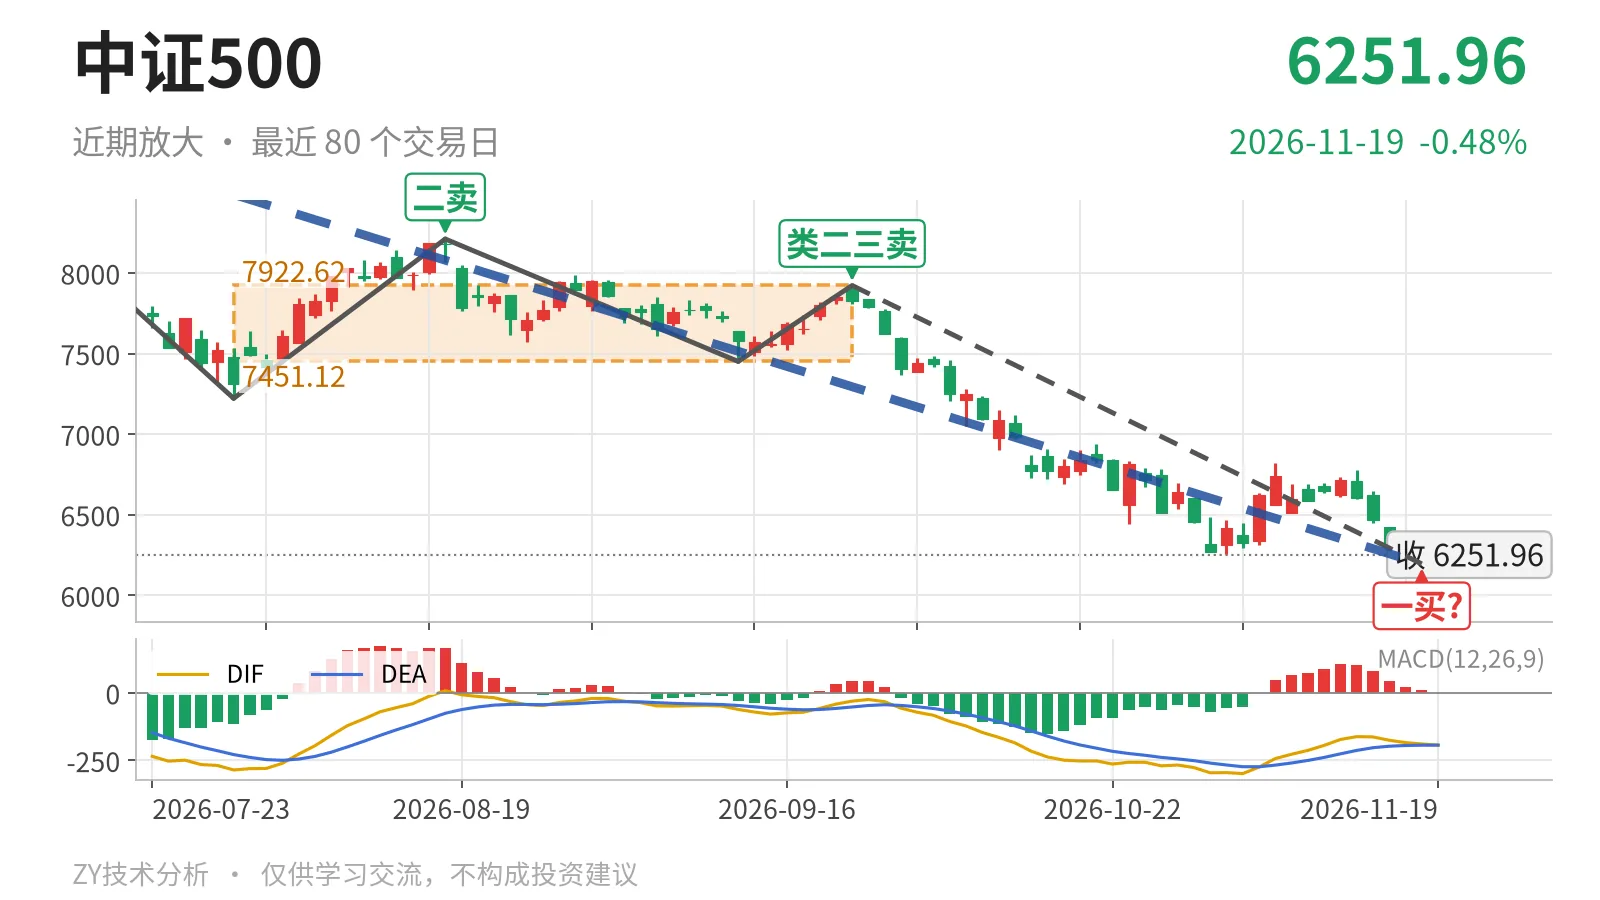 中证500
6251.96
近期放大 · 最近 80 个交易日
2026-11-19 -0.48%
二卖
类二三卖
7922.62
8000
7451.12
7500
7000
6500
收 6251.96
6000
一买?
DIF
DEA
MACD(12,26,9)
0
-250
2026-07-23
2026-08-19
2026-09-16
2026-10-22
2026-11-19
ZY技术分析 · 仅供学习交流，不构成投资建议